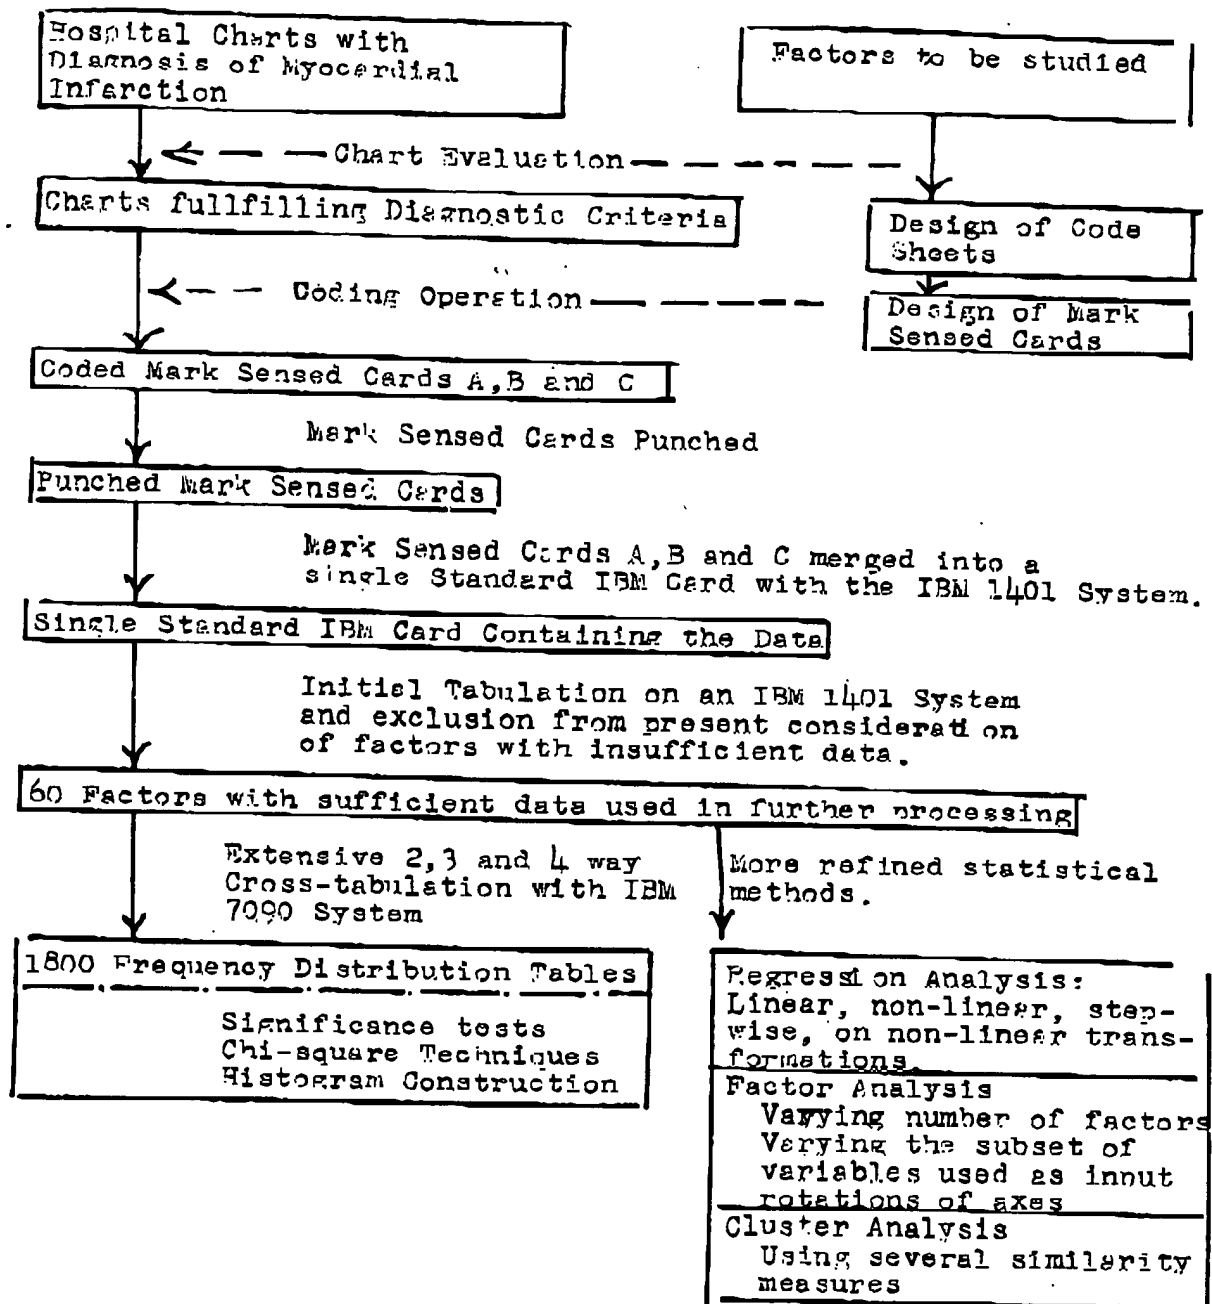 Hospital Charts with
Diagnosis of Myocardial
Infarction
Factors to be studied
Chart Evaluation
Charts fullfilling Diagnostic Criteria
Design of Code
Sheets
Coding Operation
Design of Mark
Sensed Cards
Coded Mark Sensed Cards A,B and C
Mark Sensed Cards Punched
Punched Mark Sensed Cards
Mark Sensed Cards A,B and C merged into a
single Standard IBM Card with the IBM 1401 System.
Single Standard IBM Card Containing the Data
Initial Tabulation on an IBM 1401 System
and exclusion from present consideration
of factors with insufficient data.
60 Factors with sufficient data used in further processing
Extensive 2,3 and 4 way
Cross-tabulation with IBM
7090 System
More refined statistical
methods.
1800 Frequency Distribution Tables
Significance tests
Chi-square Techniques
Histogram Construction
Regression Analysis:
Linear, non-linear, step-
wise, on non-linear trans-
formations.
Factor Analysis
Varying number of factors
Varying the subset of
variables used as input
rotations of axes
Cluster Analysis
Using several similarity
measures